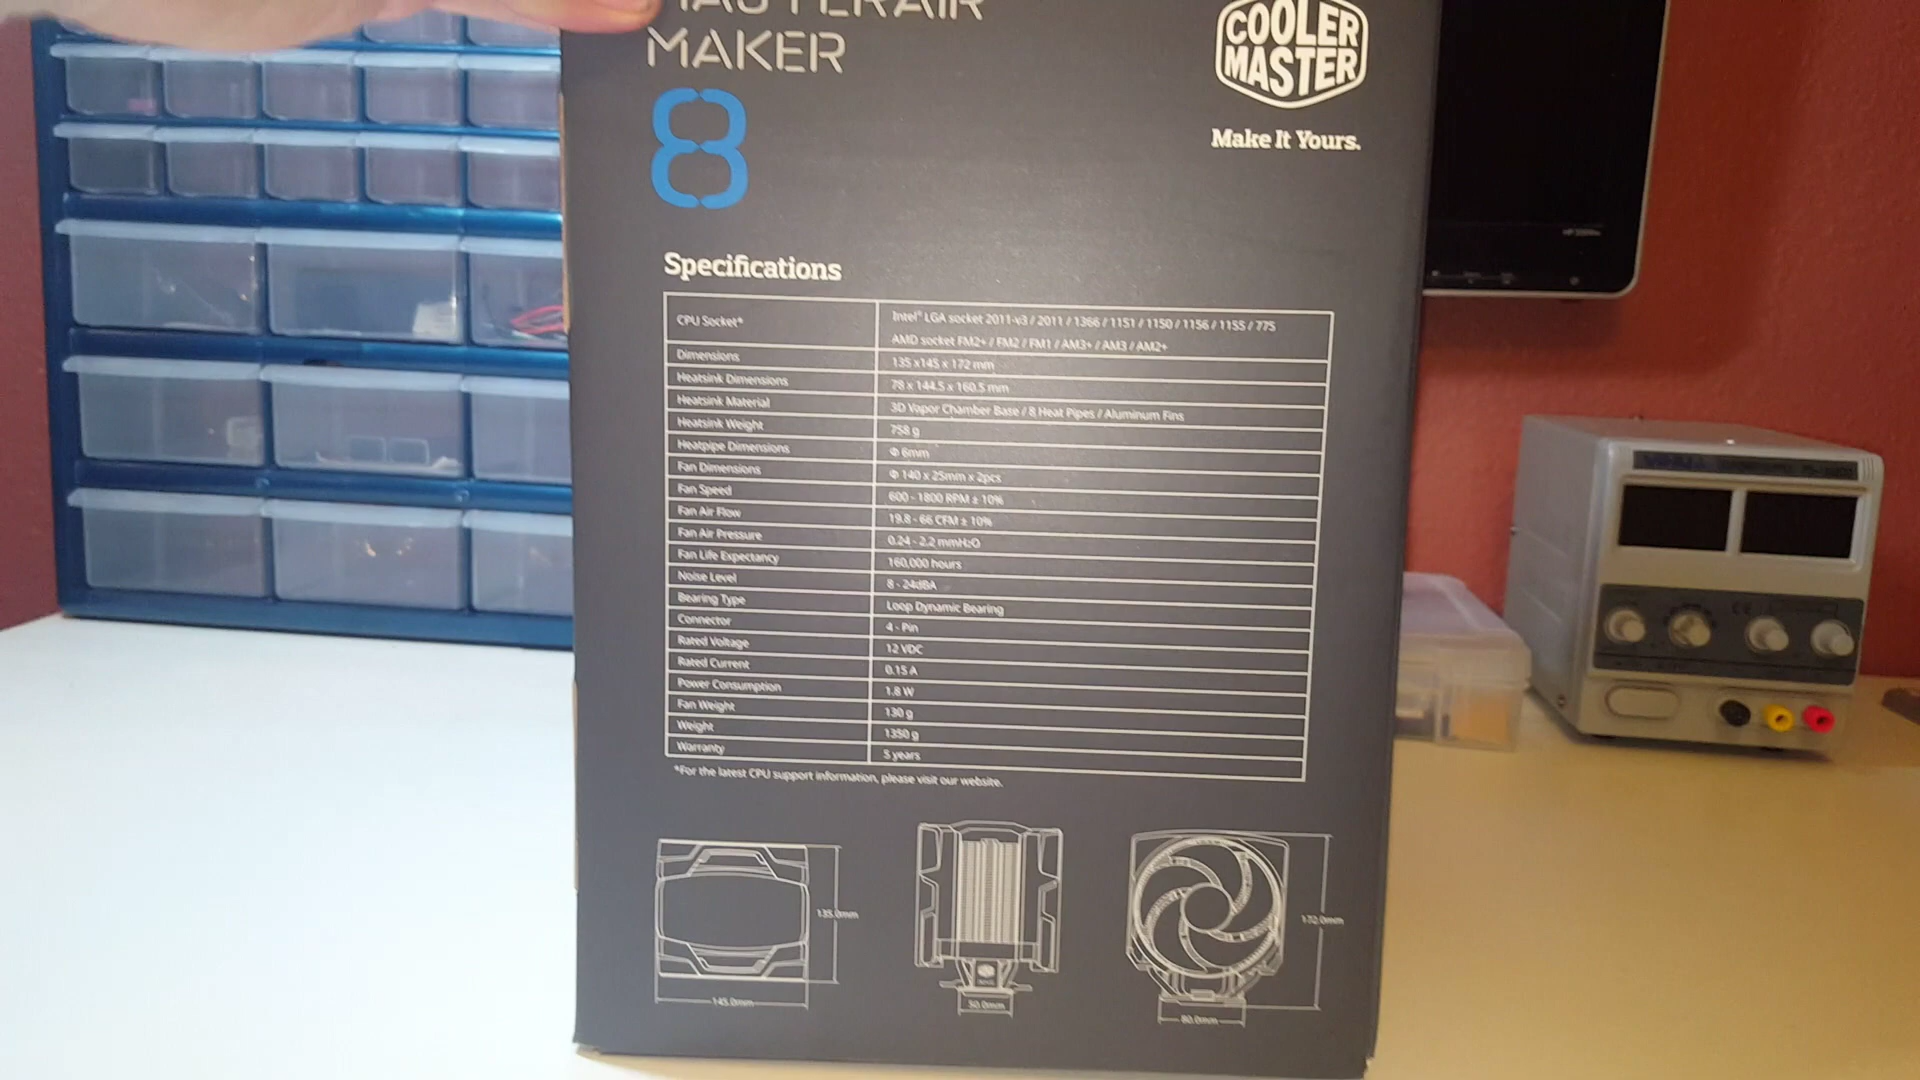 MASTERAIR
MAKER
8
COOLER
MASTER
Make It Yours.
Specifications
CPU Socket* Intel® LGA socket 2011-v3 / 2011 / 1366 / 1151 / 1150 / 1156 / 1155 / 775
AMD socket FM2+ / FM2 / FM1 / AM3+ / AM3 / AM2+
Dimensions 135 x145 x 172 mm
Heatsink Dimensions 78 x 144.5 x 160.5 mm
Heatsink Material 3D Vapor Chamber Base / 8 Heat Pipes / Aluminum Fins
Heatsink Weight 758 g
Heatpipe Dimensions Φ 6mm
Fan Dimensions Φ 140 x 25mm x 2pcs
Fan Speed 600 - 1800 RPM ± 10%
Fan Air Flow 19.8 - 66 CFM ± 10%
Fan Air Pressure 0.24 - 2.2 mmH₂O
Fan Life Expectancy 160,000 hours
Noise Level 8 - 24dBA
Bearing Type Loop Dynamic Bearing
Connector 4 - Pin
Rated Voltage 12 VDC
Rated Current 0.15 A
Power Consumption 1.8 W
Fan Weight 130 g
Weight 1350 g
Warranty 5 years
*For the latest CPU support information, please visit our website.
135.0mm
145.0mm
50.0mm
172.0mm
80.0mm